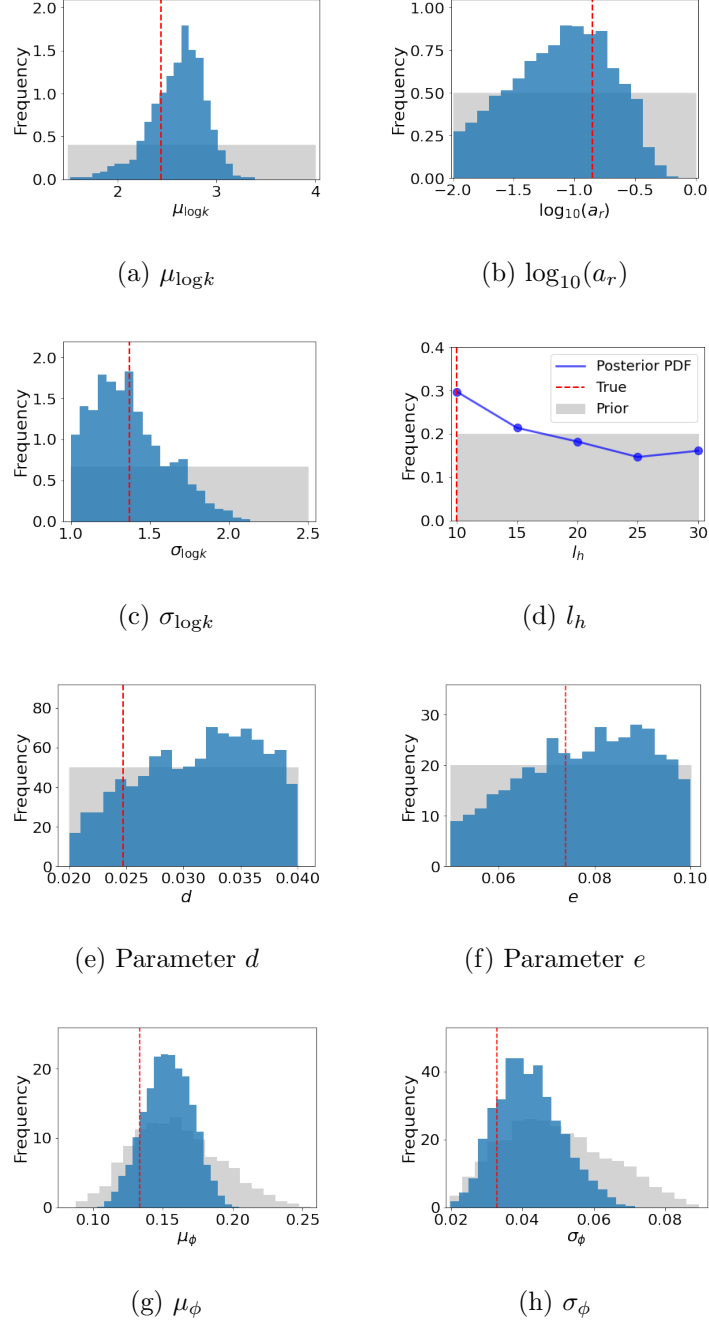 2.0
1.5
1.0
0.5
0.0
Frequency
2
3
4
μlogk
(a) μlogk
1.00
0.75
0.50
0.25
0.00
Frequency
−2.0
−1.5
−1.0
−0.5
0.0
log10(ar)
(b) log10(ar)
2.0
1.5
1.0
0.5
0.0
Frequency
1.0
1.5
2.0
2.5
σlogk
(c) σlogk
0.4
0.3
0.2
0.1
0.0
Frequency
Posterior PDF
True
Prior
10
15
20
25
30
lh
(d) lh
80
60
40
20
0
Frequency
0.020
0.025
0.030
0.035
0.040
d
(e) Parameter d
30
20
10
0
Frequency
0.06
0.08
0.10
e
(f) Parameter e
20
10
0
Frequency
0.10
0.15
0.20
0.25
μϕ
(g) μϕ
40
20
0
Frequency
0.02
0.04
0.06
0.08
σϕ
(h) σϕ